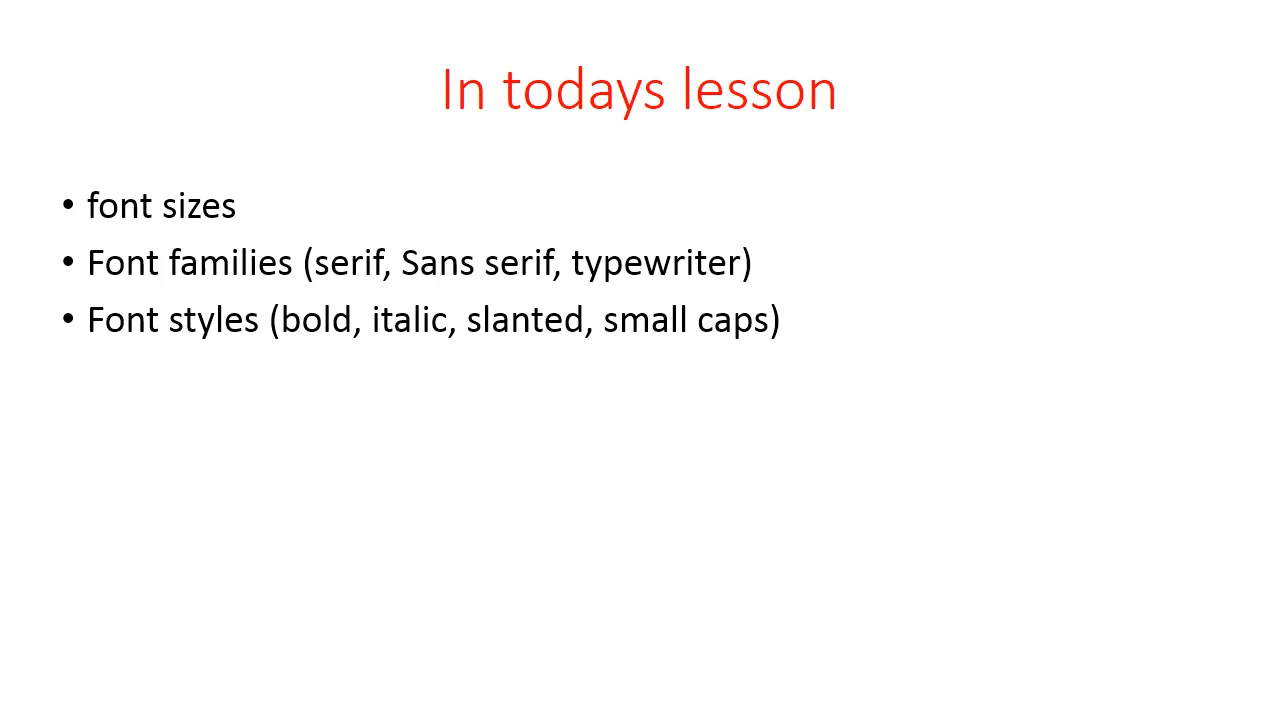 In todays lesson
• font sizes
• Font families (serif, Sans serif, typewriter)
• Font styles (bold, italic, slanted, small caps)